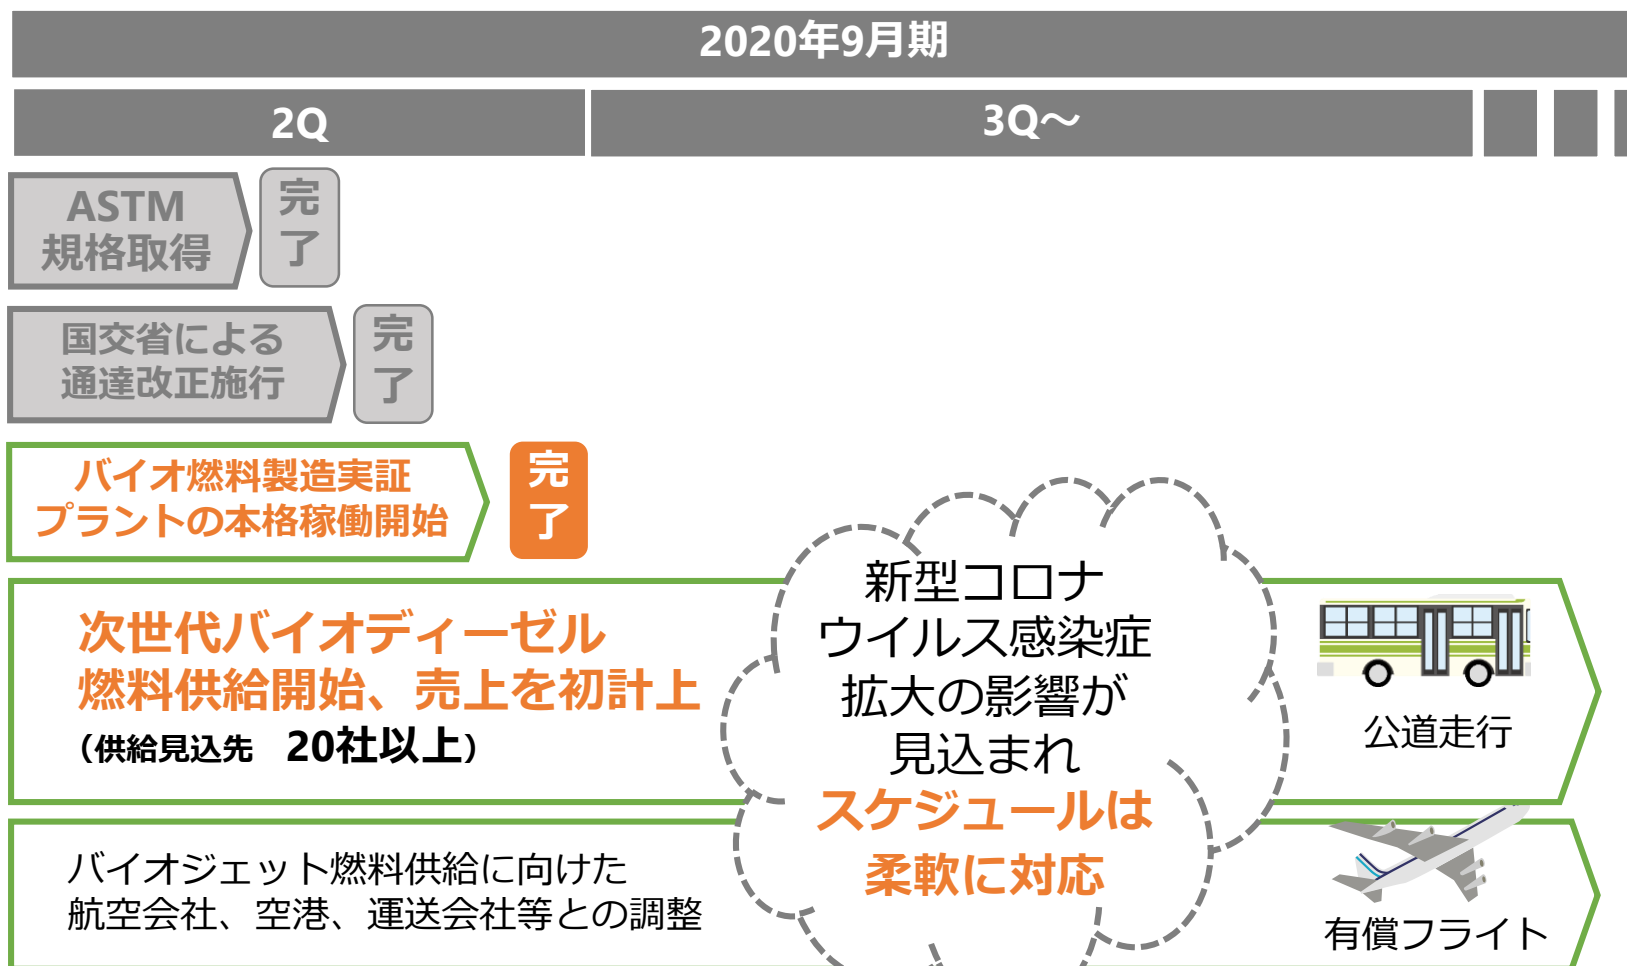 2020年9月期
2Q
3Q～
ASTM
規格取得
完
了
国交省による
通達改正施行
完
了
バイオ燃料製造実証
プラントの本格稼働開始
完
了
次世代バイオディーゼル
燃料供給開始、売上を初計上
（供給見込先　20社以上）
新型コロナ
ウイルス感染症
拡大の影響が
見込まれ
スケジュールは
柔軟に対応
公道走行
バイオジェット燃料供給に向けた
航空会社、空港、運送会社等との調整
有償フライト